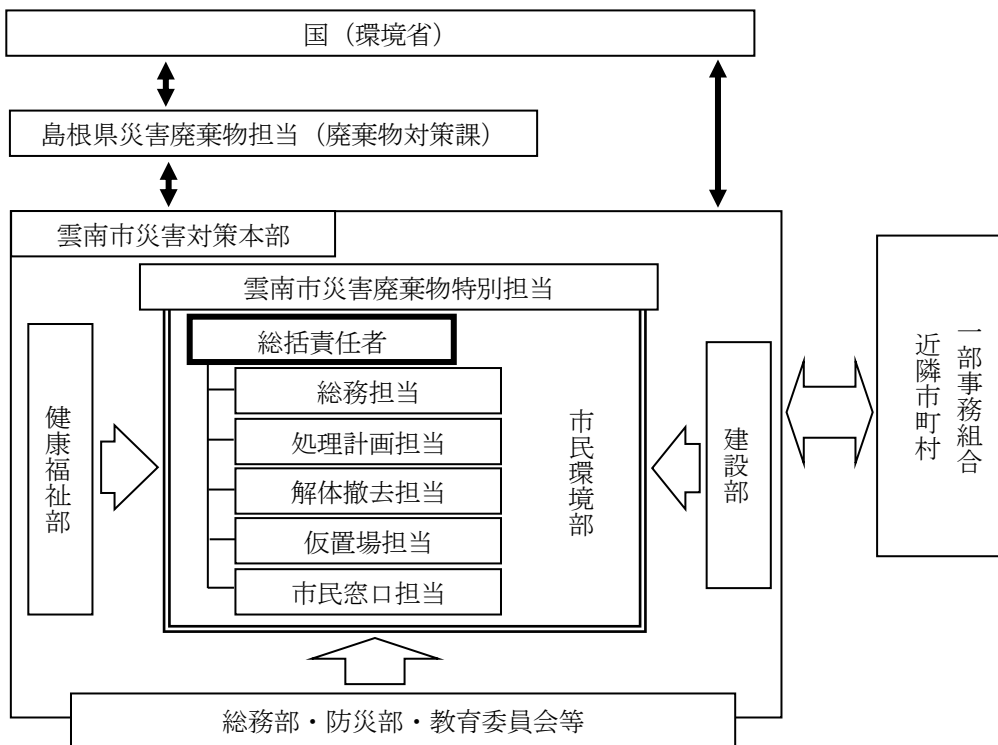 国（環境省）
島根県災害廃棄物担当（廃棄物対策課）
雲南市災害対策本部
雲南市災害廃棄物特別担当
総括責任者
総務担当
処理計画担当
解体撤去担当
仮置場担当
市民窓口担当
市民環境部
健康福祉部
建設部
一部事務組合
近隣市町村
総務部・防災部・教育委員会等